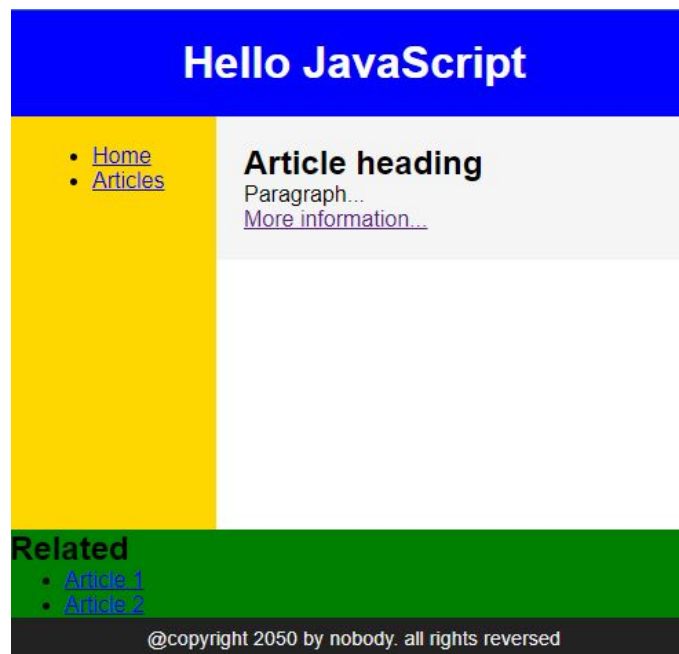 Hello JavaScript
Home
Articles
Article heading
Paragraph...
More information...
Related
Article 1
Article 2
@copyright 2050 by nobody. all rights reversed